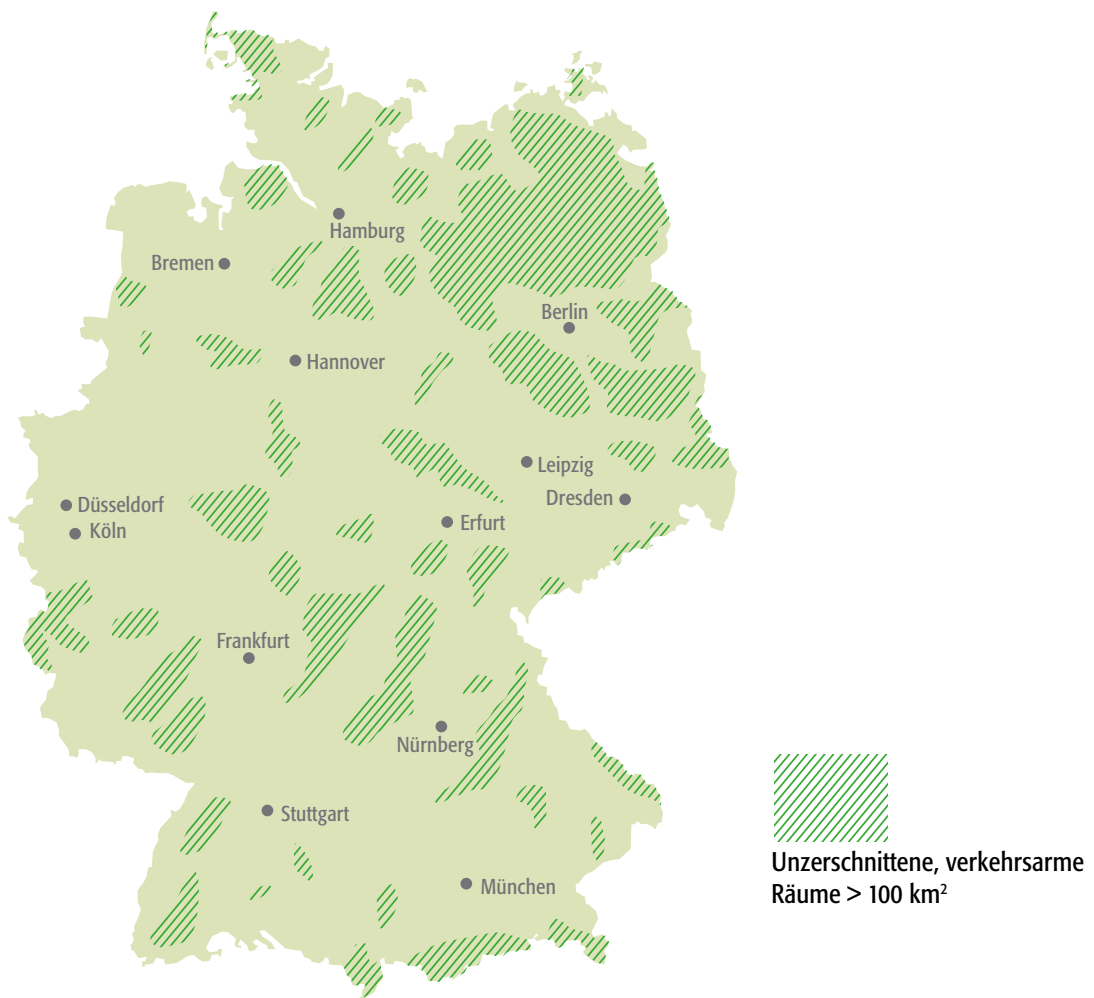 Hamburg
Bremen
Berlin
Hannover
Leipzig
Düsseldorf
Dresden
Köln
Erfurt
Frankfurt
Nürnberg
Stuttgart
München
Unzerschnittene, verkehrsarme
Räume > 100 km²